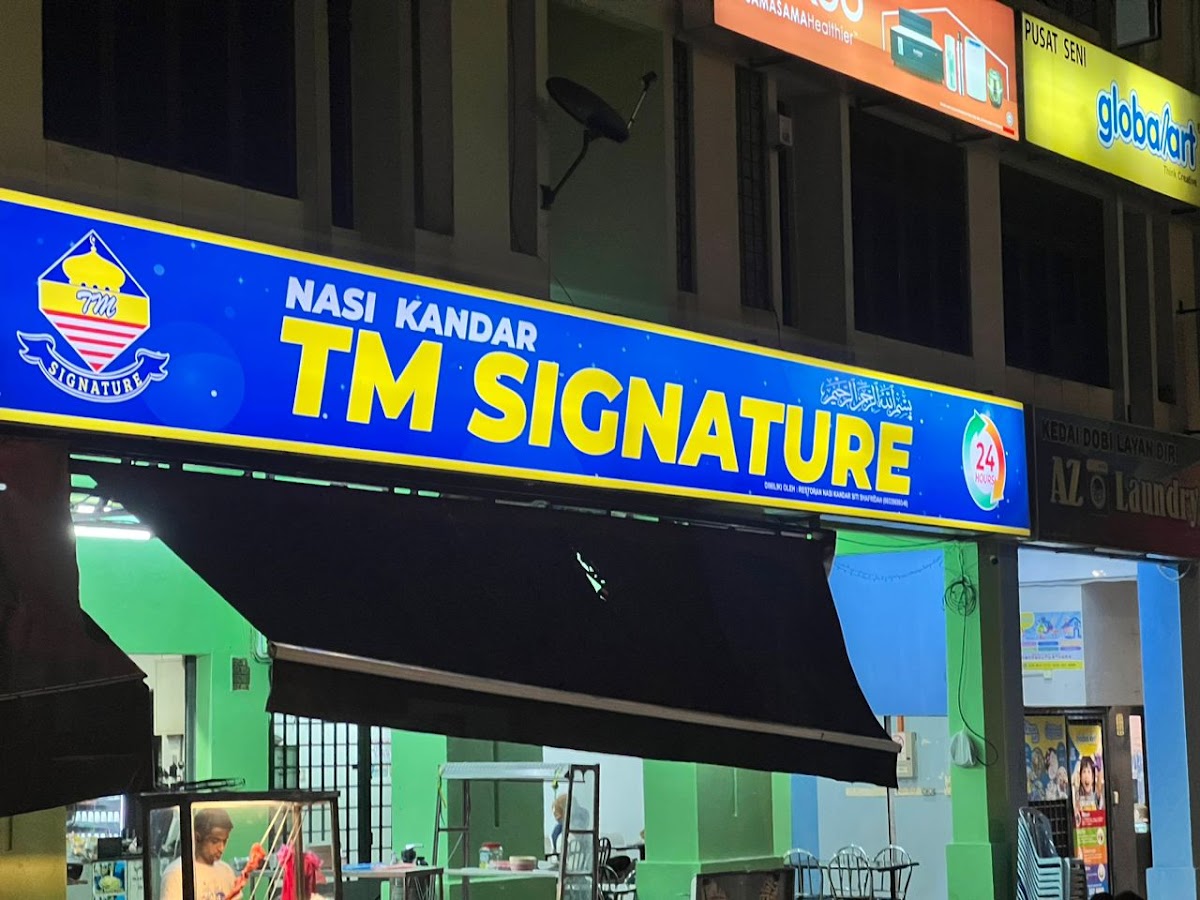 SAMASAMAHealthier
PUSAT SENI
globalart
Think Creative
TM
SIGNATURE
NASI KANDAR
TM SIGNATURE
بسم الله الرحمن الرحيم
24
HOURS
KEDAI DOBI LAYAN DIRI
AZ Laundry